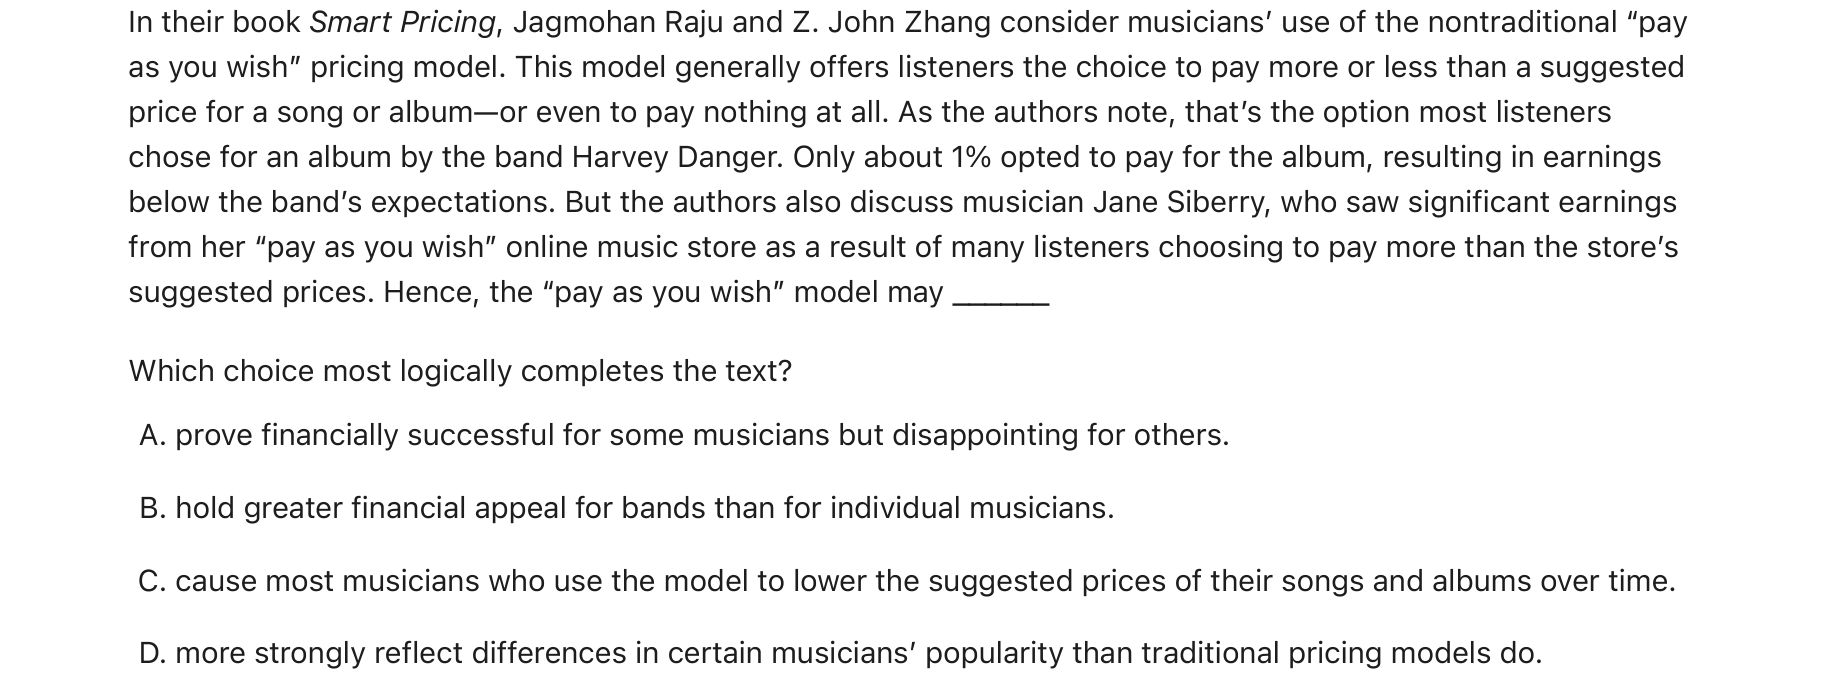 In their book Smart Pricing, Jagmohan Raju and Z. John Zhang consider musicians’ use of the nontraditional “pay
as you wish” pricing model. This model generally offers listeners the choice to pay more or less than a suggested
price for a song or album—or even to pay nothing at all. As the authors note, that’s the option most listeners
chose for an album by the band Harvey Danger. Only about 1% opted to pay for the album, resulting in earnings
below the band’s expectations. But the authors also discuss musician Jane Siberry, who saw significant earnings
from her “pay as you wish” online music store as a result of many listeners choosing to pay more than the store’s
suggested prices. Hence, the “pay as you wish” model may ______
Which choice most logically completes the text?
A. prove financially successful for some musicians but disappointing for others.
B. hold greater financial appeal for bands than for individual musicians.
C. cause most musicians who use the model to lower the suggested prices of their songs and albums over time.
D. more strongly reflect differences in certain musicians’ popularity than traditional pricing models do.